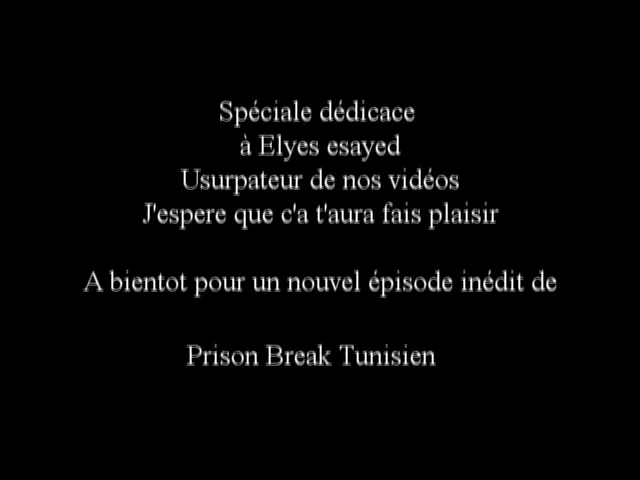 Spéciale dédicace
à Elyes esayed
Usurpateur de nos vidéos
J'espere que c'a t'aura fais plaisir
A bientot pour un nouvel épisode inédit de
Prison Break Tunisien